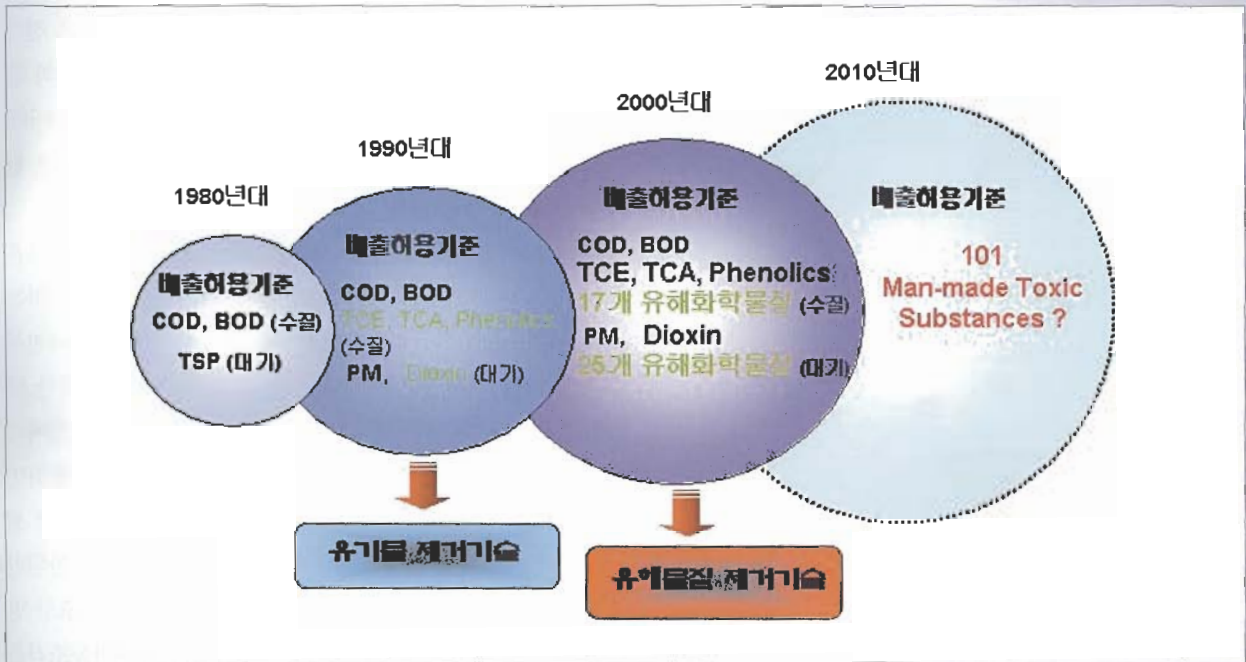 1980년대
배출허용기준
COD, BOD (수질)
TSP (대기)
1990년대
배출허용기준
COD, BOD
TCE, TCA, Phenolics
(수질)
PM, Dioxin (대기)
유기물 제거기술
2000년대
배출허용기준
COD, BOD
TCE, TCA, Phenolics
17개 유해화학물질 (수질)
PM, Dioxin
25개 유해화학물질 (대기)
유해물질 제거기술
2010년대
배출허용기준
101
Man-made Toxic
Substances ?